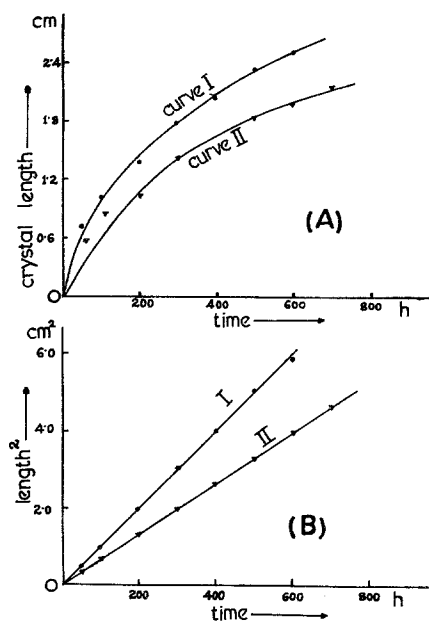 cm
2·4
1·8
1·2
0·6
O
crystal length
curve I
curve II
(A)
200
400
600
800
h
time
cm²
6·0
4·0
2·0
O
length²
I
II
(B)
200
400
600
800
h
time